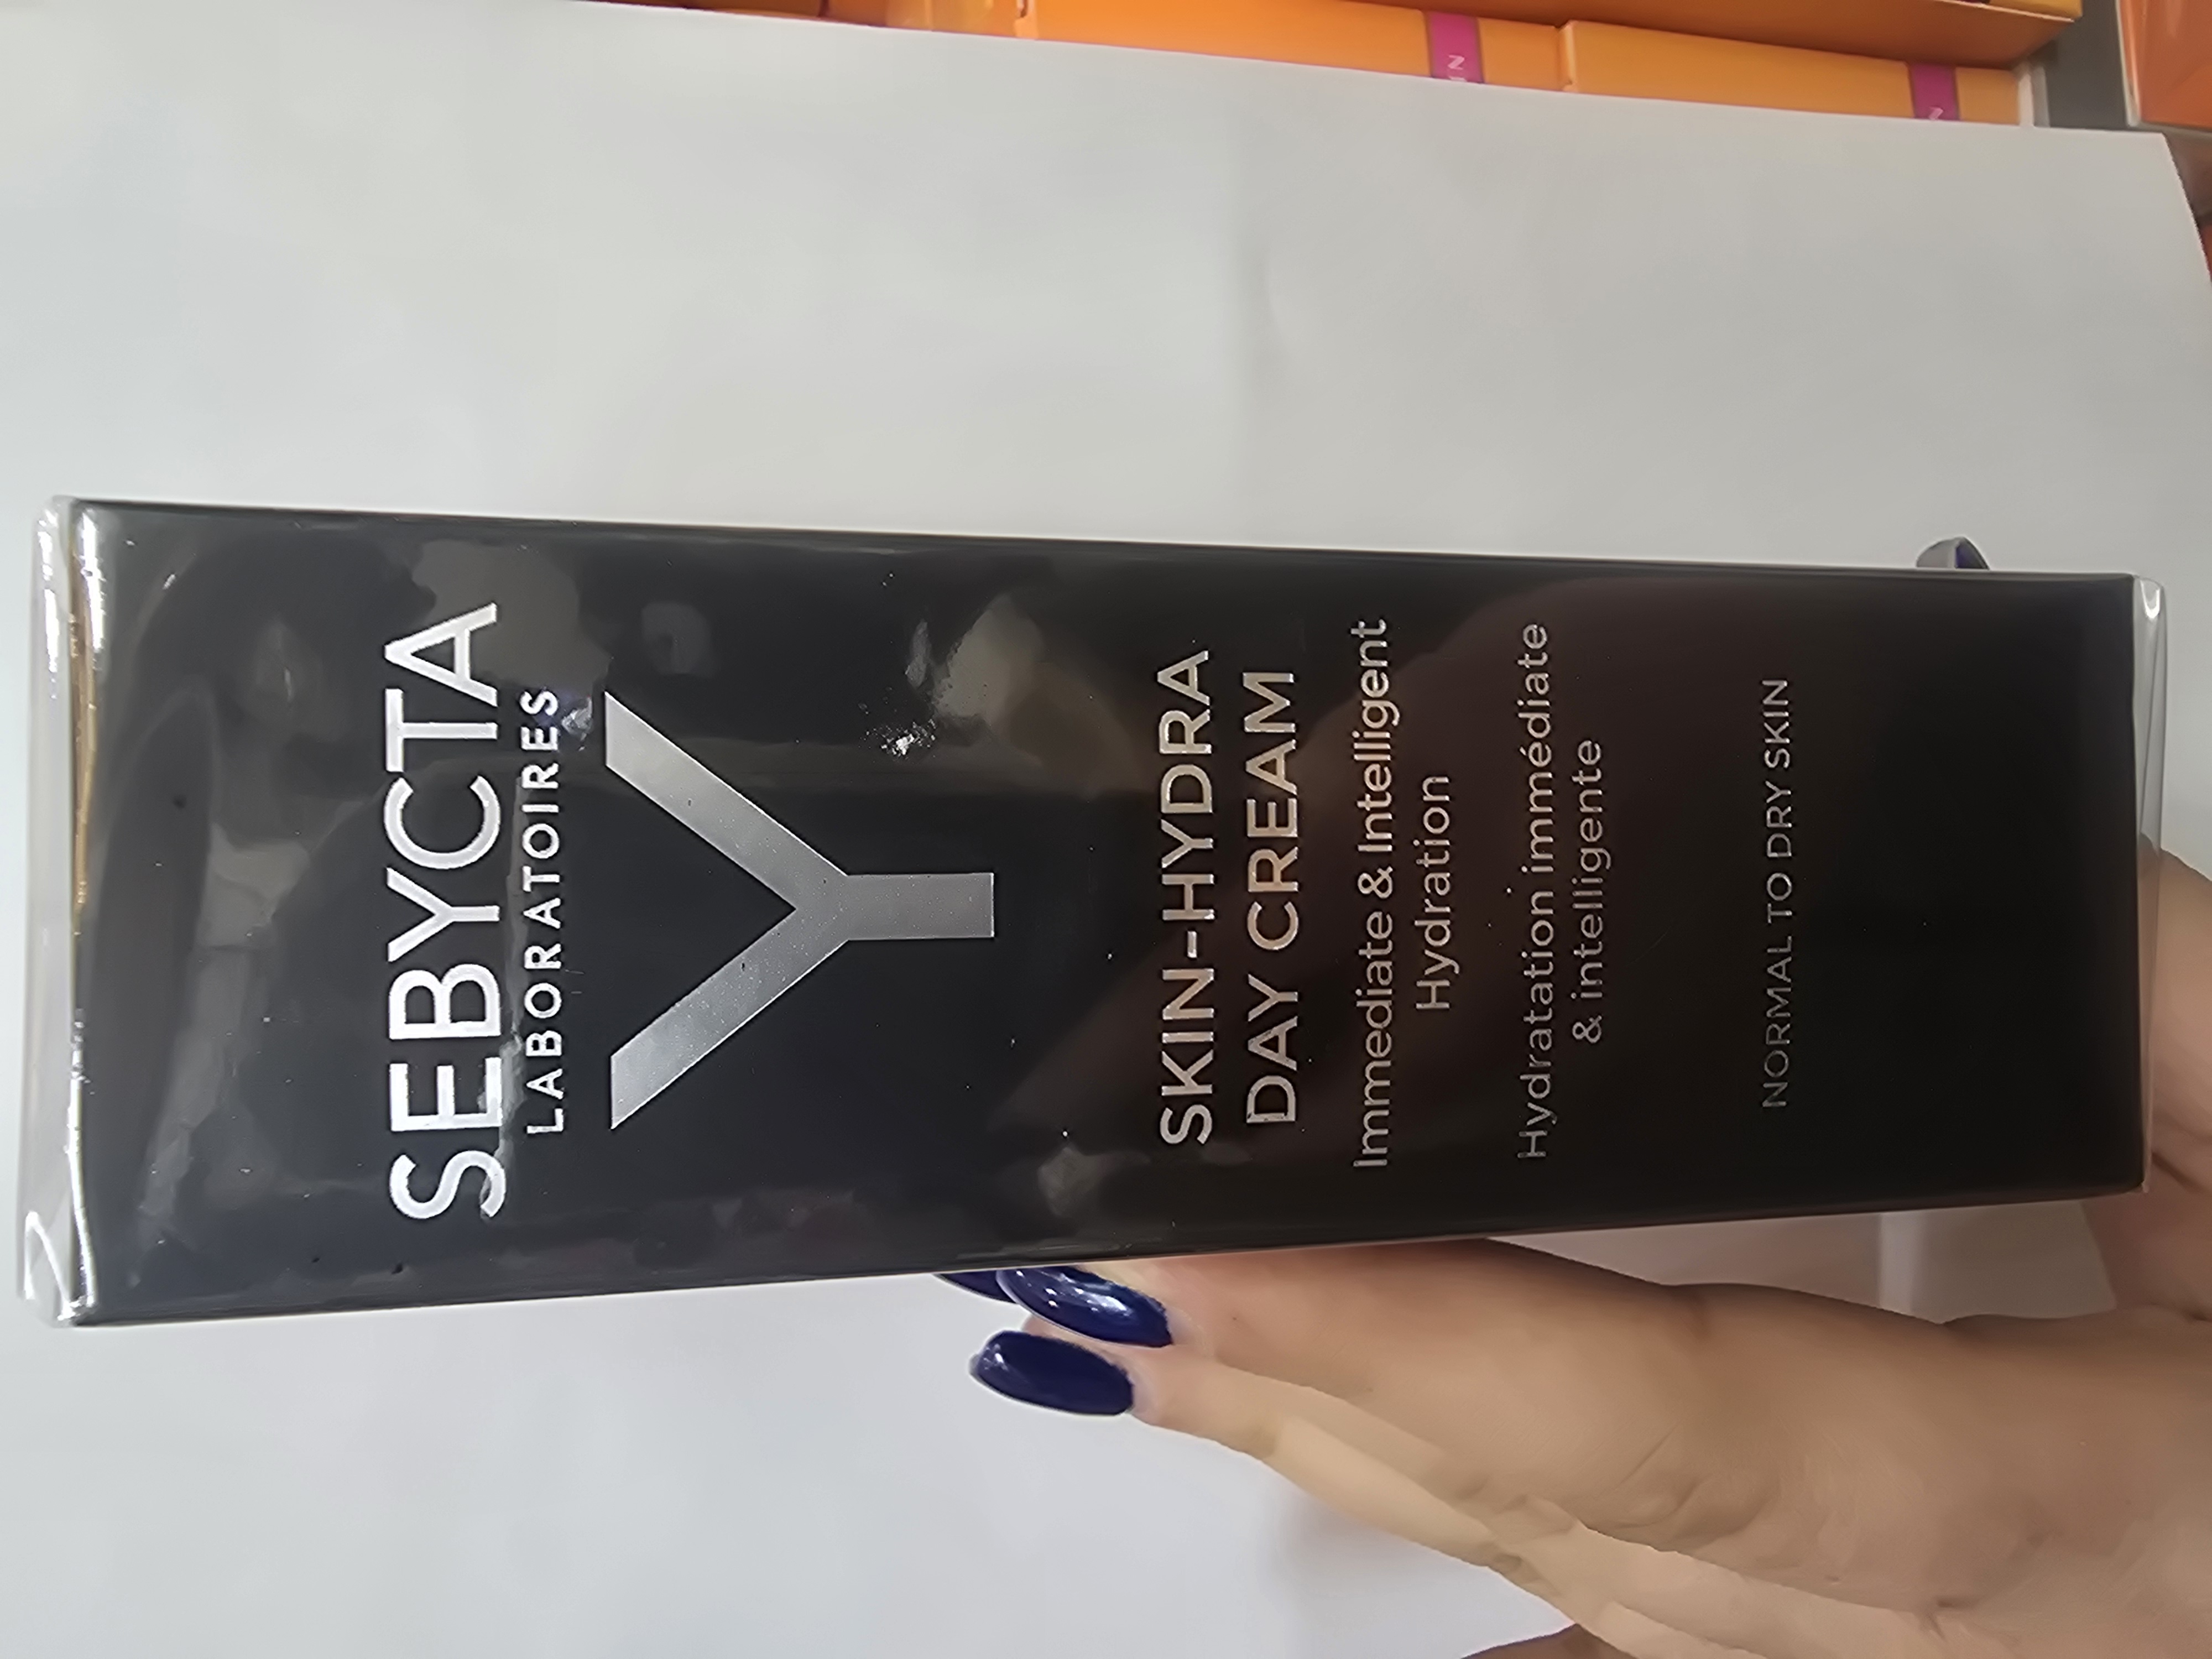 SEBYCTA
LABORATOIRES
Y
SKIN-HYDRA
DAY CREAM
Immediate & Intelligent
Hydration
Hydratation immédiate
& intelligente
NORMAL TO DRY SKIN